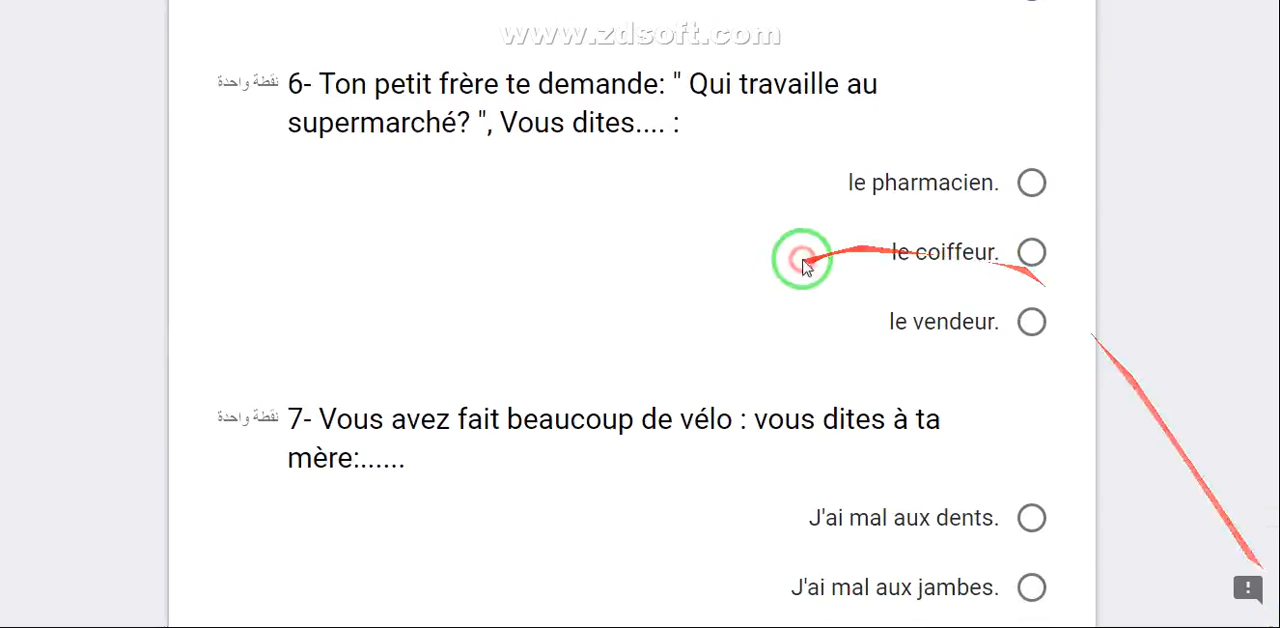 www.zdsoft.com
نقطة واحدة 6- Ton petit frère te demande: " Qui travaille au
supermarché? ", Vous dites.... :
le pharmacien.
le coiffeur.
le vendeur.
نقطة واحدة 7- Vous avez fait beaucoup de vélo : vous dites à ta
mère:......
J'ai mal aux dents.
J'ai mal aux jambes.